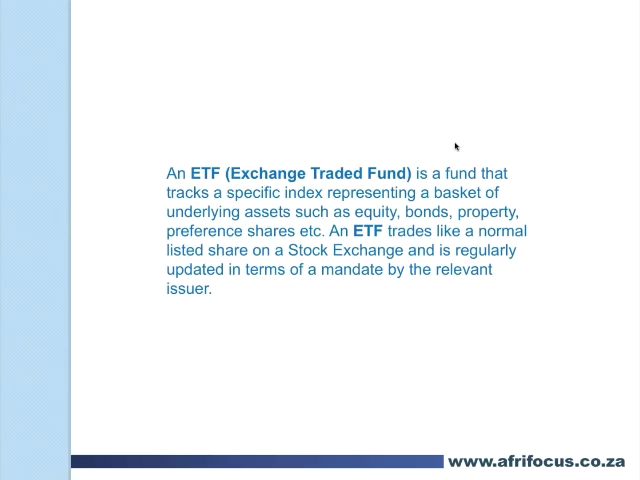 An ETF (Exchange Traded Fund) is a fund that
tracks a specific index representing a basket of
underlying assets such as equity, bonds, property,
preference shares etc. An ETF trades like a normal
listed share on a Stock Exchange and is regularly
updated in terms of a mandate by the relevant
issuer.
www.afrifocus.co.za